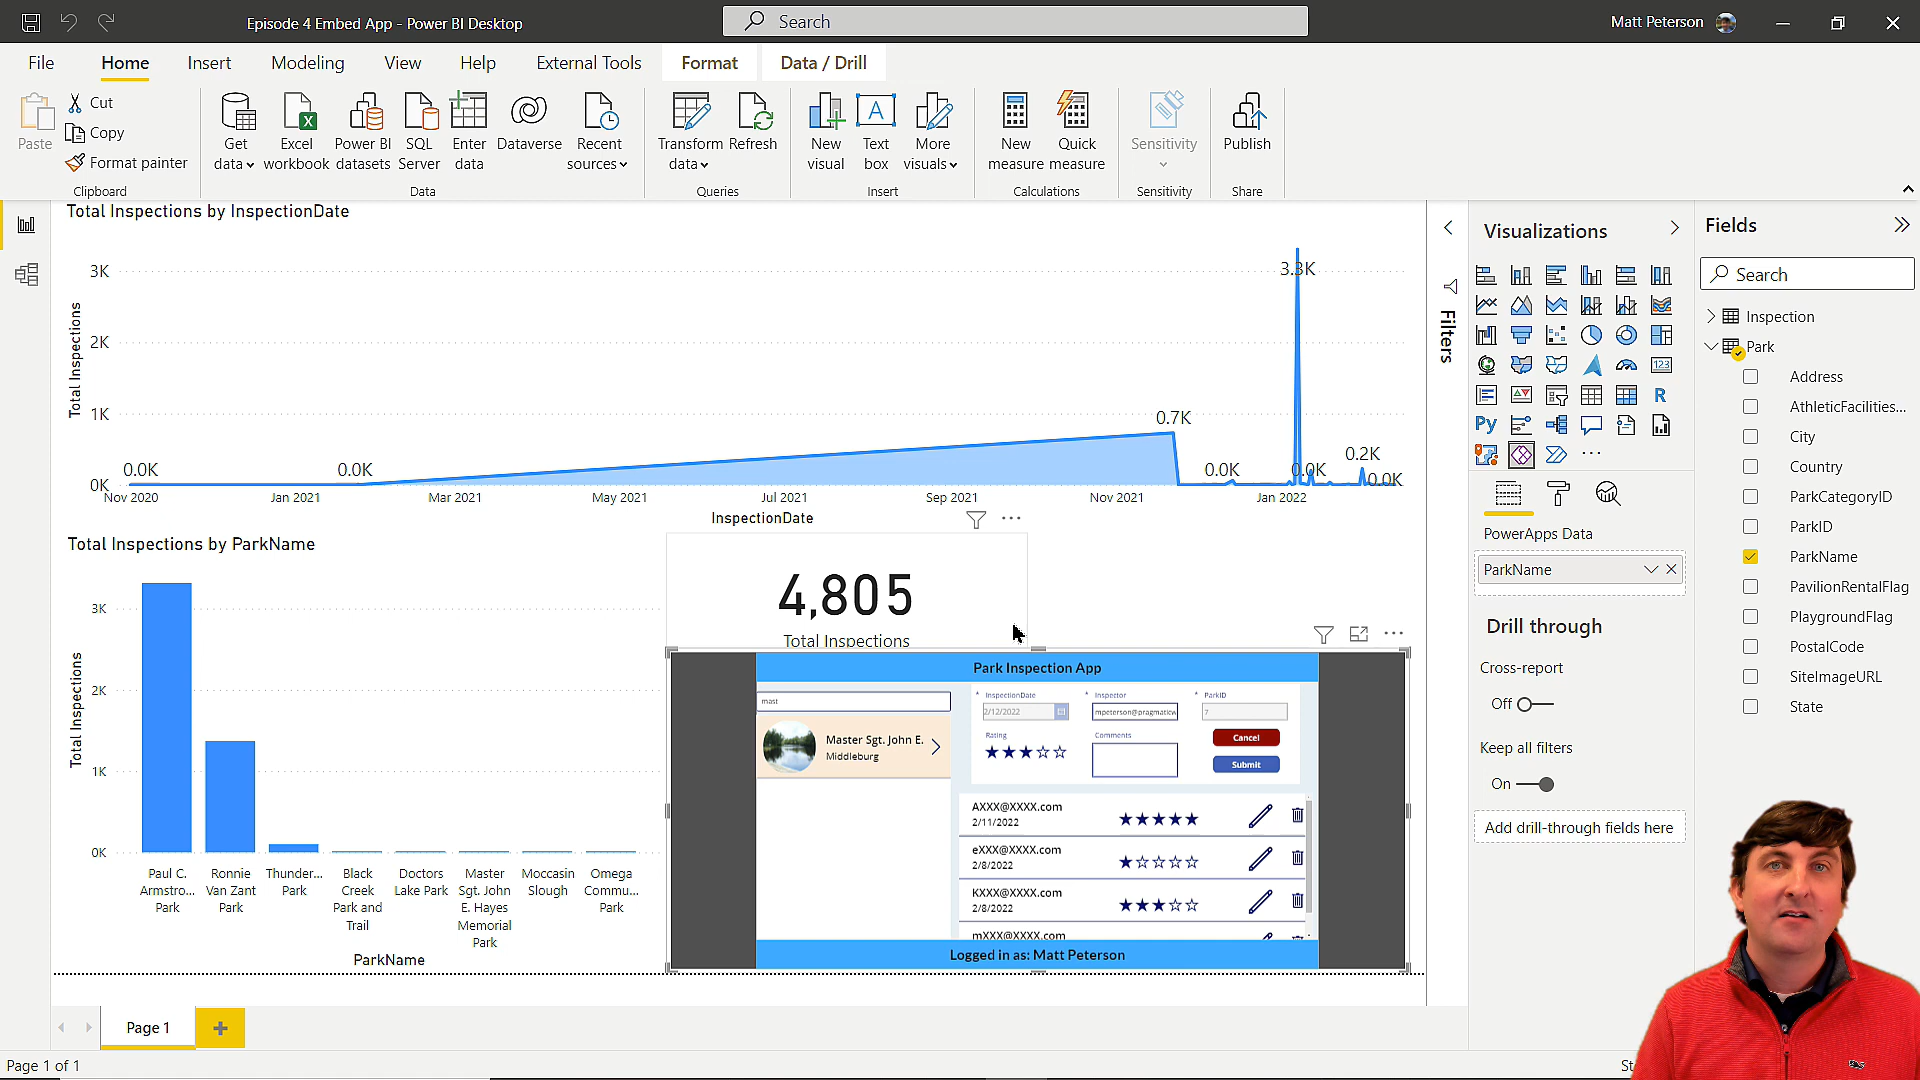 Episode 4 Embed App - Power BI Desktop
Search
Matt Peterson
File
Home
Insert
Modeling
View
Help
External Tools
Format
Data / Drill
Paste
Cut
Copy
Format painter
Clipboard
Get data
Excel workbook
Power BI datasets
SQL Server
Enter data
Dataverse
Recent sources
Data
Transform data
Refresh
Queries
New visual
Text box
More visuals
Insert
New measure
Quick measure
Calculations
Sensitivity
Sensitivity
Publish
Share
Total Inspections by InspectionDate
Total Inspections
3K
2K
1K
0K
0.0K
0.0K
0.7K
0.0K
3.3K
0.0K
0.2K
0.0K
Nov 2020
Jan 2021
Mar 2021
May 2021
Jul 2021
Sep 2021
Nov 2021
Jan 2022
InspectionDate
Total Inspections by ParkName
Total Inspections
3K
2K
1K
0K
Paul C. Armstro... Park
Ronnie Van Zant Park
Thunder... Park
Black Creek Park and Trail
Doctors Lake Park
Master Sgt. John E. Hayes Memorial Park
Moccasin Slough
Omega Commu... Park
ParkName
4,805
Total Inspections
Park Inspection App
mast
Master Sgt. John E.
Middleburg
* InspectionDate
2/12/2022
* Inspector
mpeterson@pragmaticw
* ParkID
7
Rating
Comments
Cancel
Submit
AXXX@XXXX.com
2/11/2022
eXXX@XXXX.com
2/8/2022
KXXX@XXXX.com
2/8/2022
mXXX@XXXX.com
Logged in as: Matt Peterson
Filters
Visualizations
123
R
Py
PowerApps Data
ParkName
Drill through
Cross-report
Off
Keep all filters
On
Add drill-through fields here
Fields
Search
Inspection
Park
Address
AthleticFacilities...
City
Country
ParkCategoryID
ParkID
ParkName
PavilionRentalFlag
PlaygroundFlag
PostalCode
SiteImageURL
State
Page 1
Page 1 of 1
St